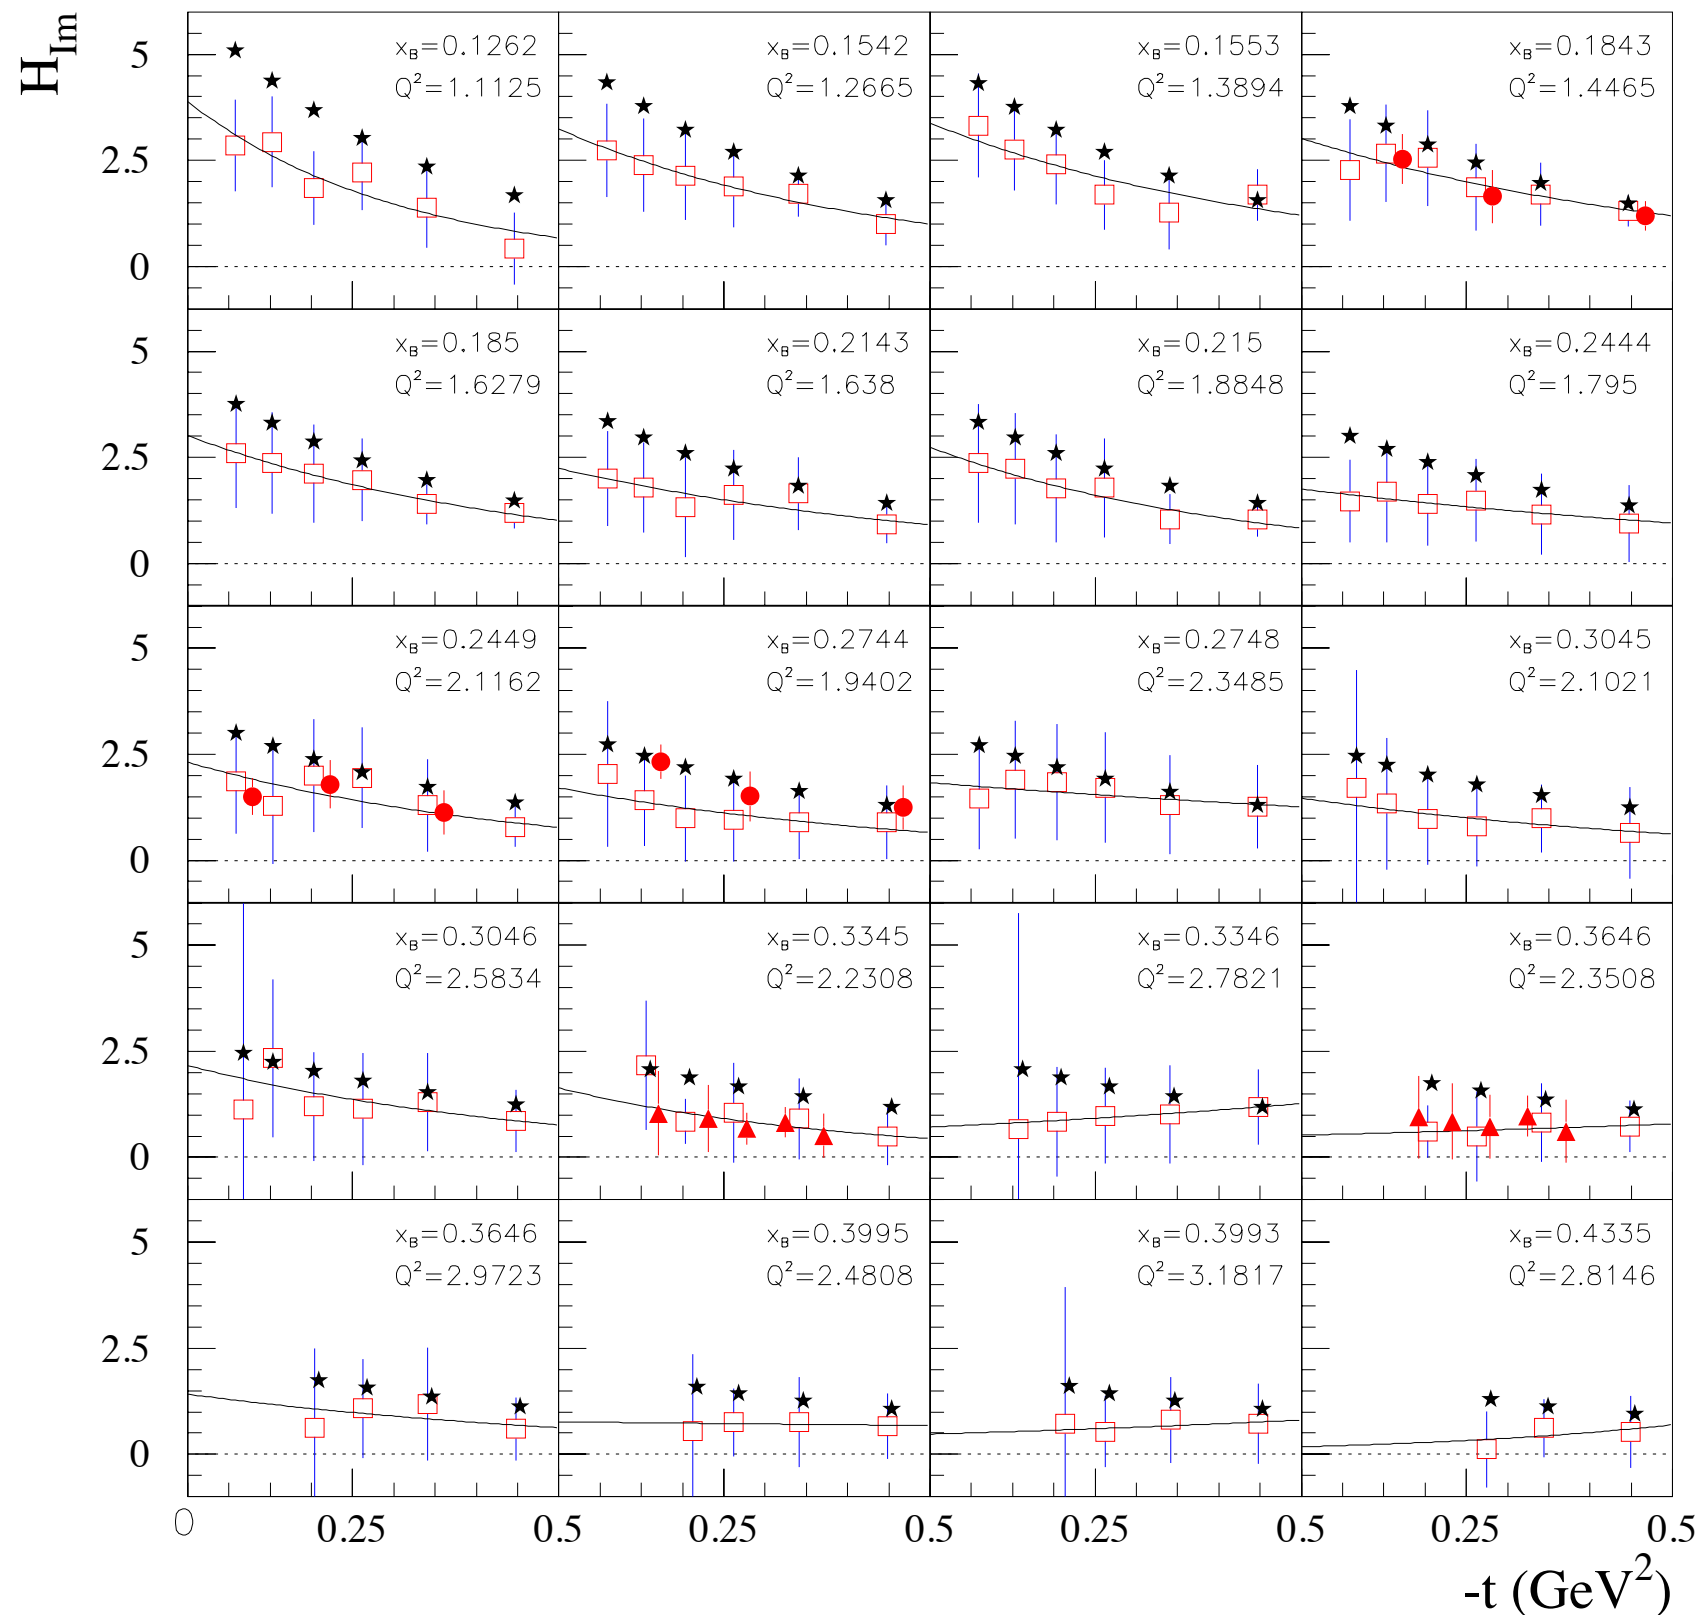 H_Im
x_B=0.1262
Q²=1.1125
x_B=0.1542
Q²=1.2665
x_B=0.1553
Q²=1.3894
x_B=0.1843
Q²=1.4465
5
2.5
0
x_B=0.185
Q²=1.6279
x_B=0.2143
Q²=1.638
x_B=0.215
Q²=1.8848
x_B=0.2444
Q²=1.795
5
2.5
0
x_B=0.2449
Q²=2.1162
x_B=0.2744
Q²=1.9402
x_B=0.2748
Q²=2.3485
x_B=0.3045
Q²=2.1021
5
2.5
0
x_B=0.3046
Q²=2.5834
x_B=0.3345
Q²=2.2308
x_B=0.3346
Q²=2.7821
x_B=0.3646
Q²=2.3508
5
2.5
0
x_B=0.3646
Q²=2.9723
x_B=0.3995
Q²=2.4808
x_B=0.3993
Q²=3.1817
x_B=0.4335
Q²=2.8146
5
2.5
0
0 0.25 0.5 0.25 0.5 0.25 0.5 0.25 0.5
-t (GeV²)